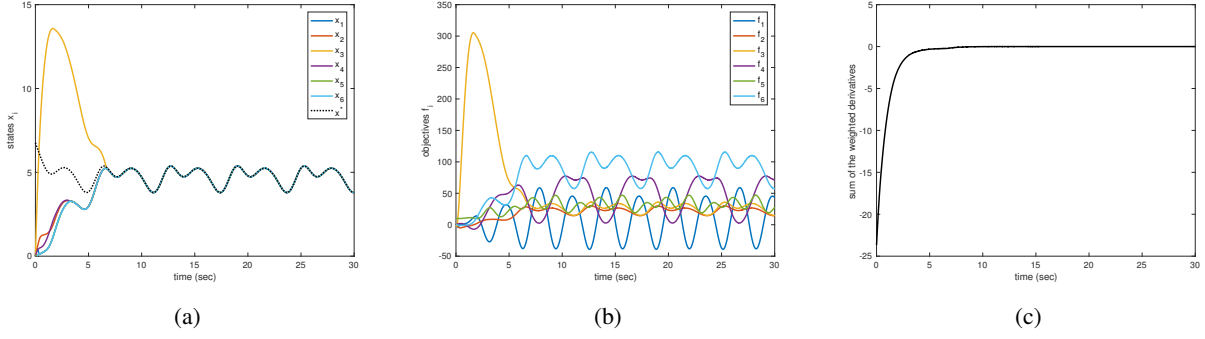 15
10
5
0
0
5
10
15
20
25
30
states x_i
time (sec)
x_1
x_2
x_3
x_4
x_5
x_6
x^*
(a)
350
300
250
200
150
100
50
0
-50
0
5
10
15
20
25
30
objectives f_i
time (sec)
f_1
f_2
f_3
f_4
f_5
f_6
(b)
5
0
-5
-10
-15
-20
-25
0
5
10
15
20
25
30
sum of the weighted derivatives
time (sec)
(c)